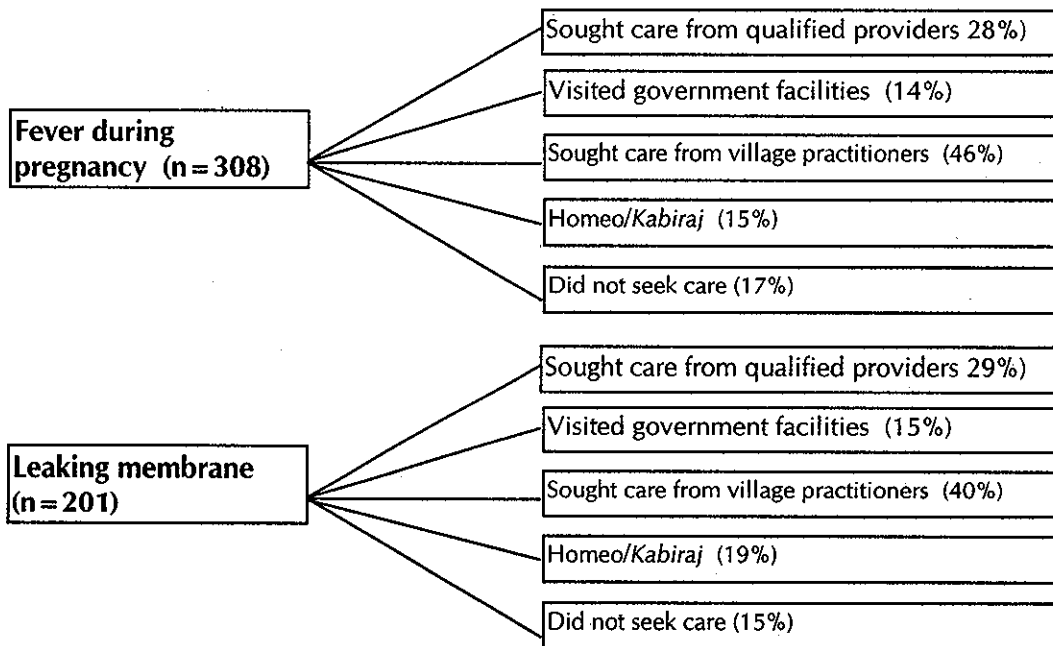 Sought care from qualified providers 28%)
Visited government facilities (14%)
Fever during
pregnancy (n=308)
Sought care from village practitioners (46%)
Homeo/Kabiraj (15%)
Did not seek care (17%)
Sought care from qualified providers 29%)
Visited government facilities (15%)
Leaking membrane
(n=201)
Sought care from village practitioners (40%)
Homeo/Kabiraj (19%)
Did not seek care (15%)